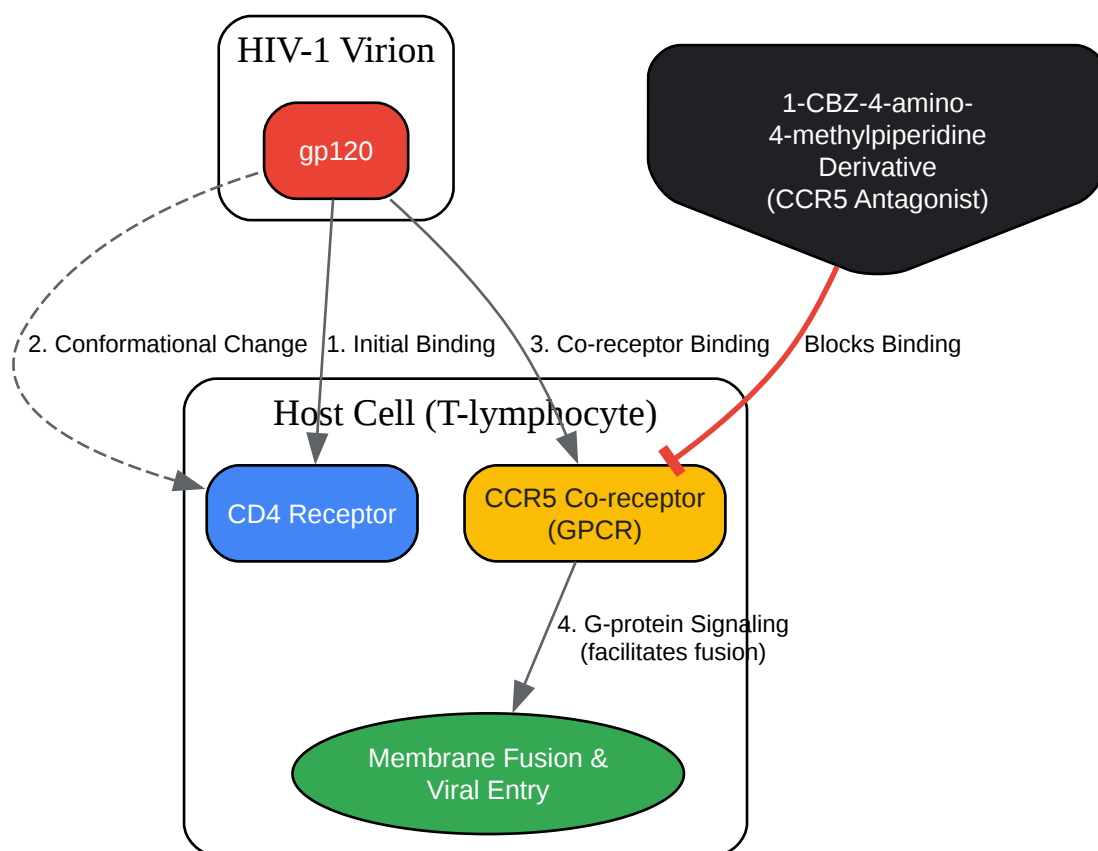 HIV-1 Virion
gp120
1-CBZ-4-amino-
4-methylpiperidine
Derivative
(CCR5 Antagonist)
2. Conformational Change
1. Initial Binding
3. Co-receptor Binding
Blocks Binding
Host Cell (T-lymphocyte)
CD4 Receptor
CCR5 Co-receptor
(GPCR)
4. G-protein Signaling
(facilitates fusion)
Membrane Fusion &
Viral Entry